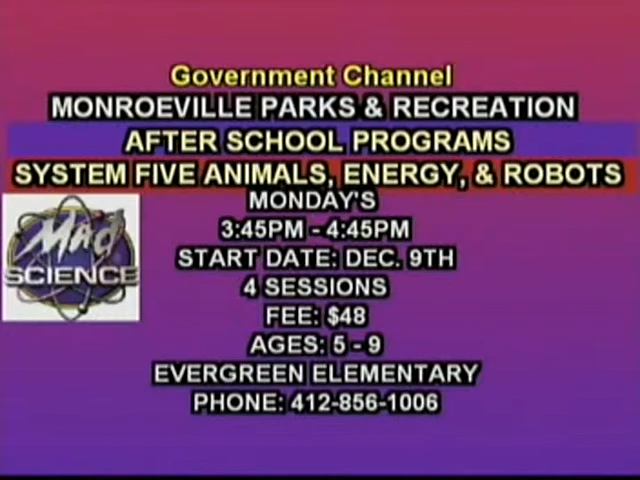 Government Channel
MONROEVILLE PARKS & RECREATION
AFTER SCHOOL PROGRAMS
SYSTEM FIVE ANIMALS, ENERGY, & ROBOTS
MONDAY'S
3:45PM - 4:45PM
START DATE: DEC. 9TH
4 SESSIONS
FEE: $48
AGES: 5 - 9
EVERGREEN ELEMENTARY
PHONE: 412-856-1006
Mad
SCIENCE